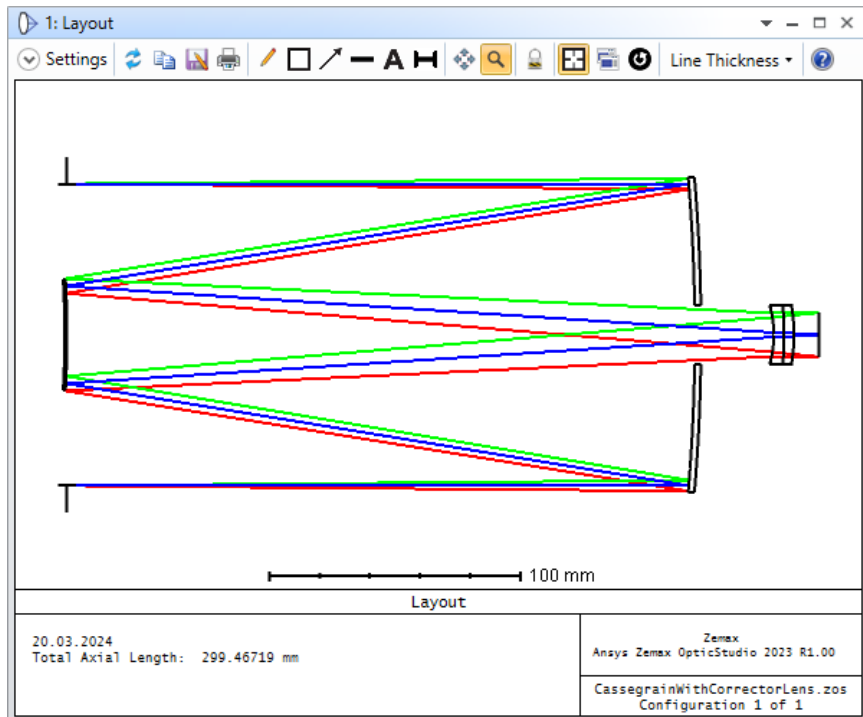 1: Layout
Settings
A
Line Thickness
?
100 mm
Layout
20.03.2024
Total Axial Length:  299.46719 mm
Zemax
Ansys Zemax OpticStudio 2023 R1.00
CassegrainWithCorrectorLens.zos
Configuration 1 of 1